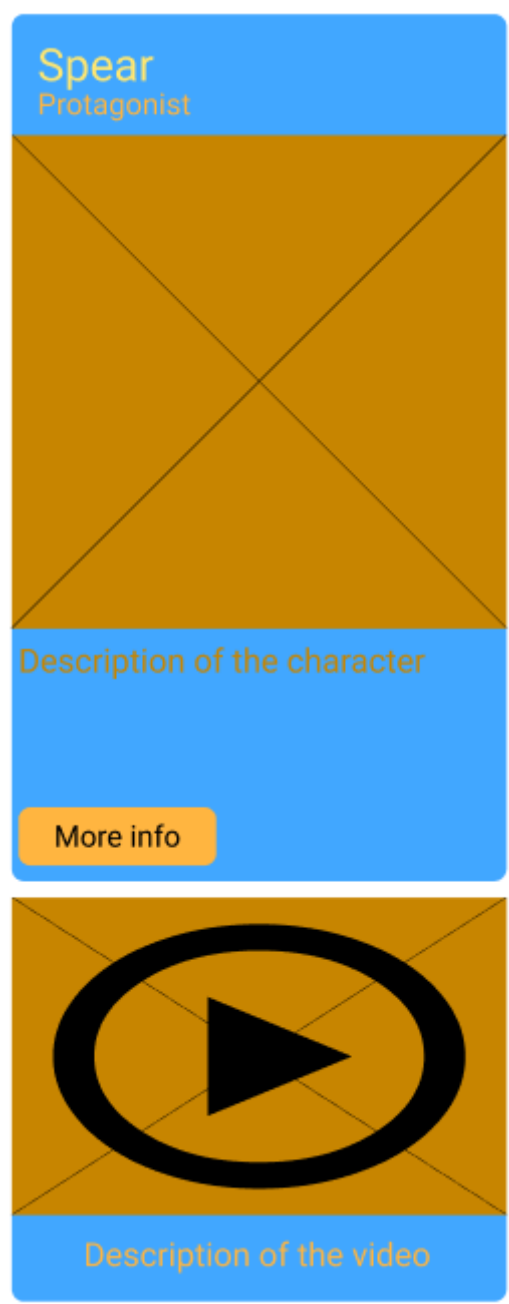 Spear
Protagonist
Description of the character
More info
Description of the video